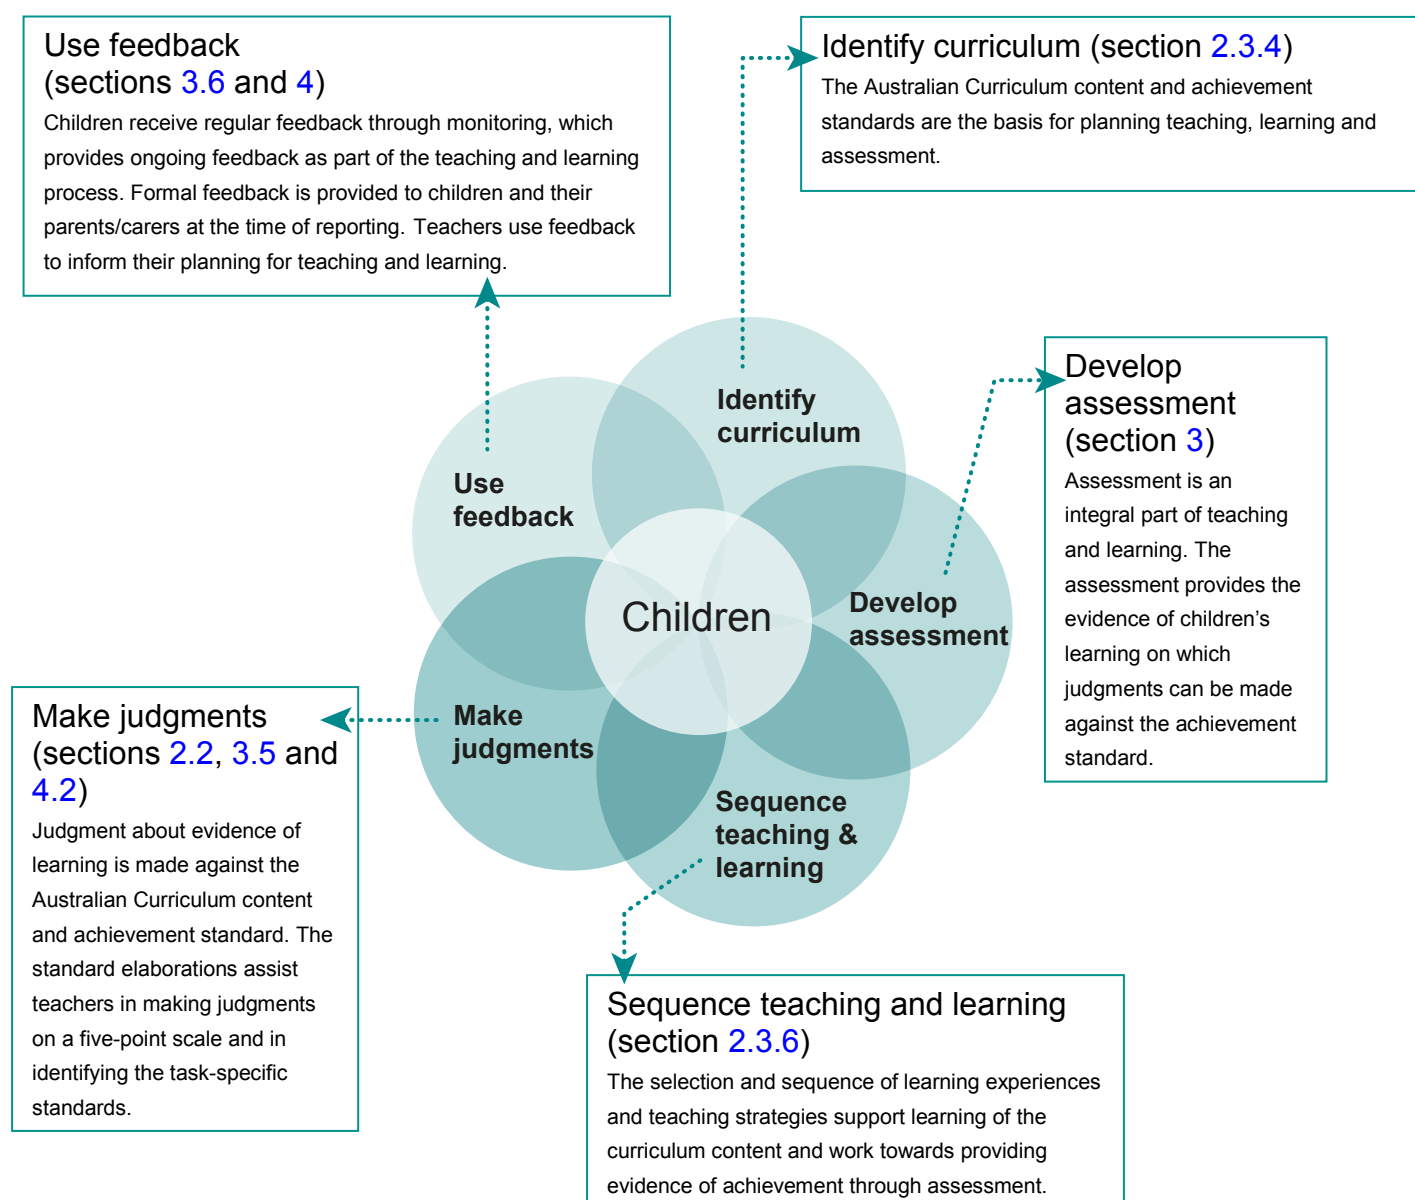 Use feedback
(sections 3.6 and 4)
Children receive regular feedback through monitoring, which
provides ongoing feedback as part of the teaching and learning
process. Formal feedback is provided to children and their
parents/carers at the time of reporting. Teachers use feedback
to inform their planning for teaching and learning.
Identify curriculum (section 2.3.4)
The Australian Curriculum content and achievement
standards are the basis for planning teaching, learning and
assessment.
Develop
assessment
(section 3)
Assessment is an
integral part of teaching
and learning. The
assessment provides the
evidence of children’s
learning on which
judgments can be made
against the achievement
standard.
Identify
curriculum
Use
feedback
Children
Develop
assessment
Make
judgments
Sequence
teaching &
learning
Make judgments
(sections 2.2, 3.5 and
4.2)
Judgment about evidence of
learning is made against the
Australian Curriculum content
and achievement standard. The
standard elaborations assist
teachers in making judgments
on a five-point scale and in
identifying the task-specific
standards.
Sequence teaching and learning
(section 2.3.6)
The selection and sequence of learning experiences
and teaching strategies support learning of the
curriculum content and work towards providing
evidence of achievement through assessment.